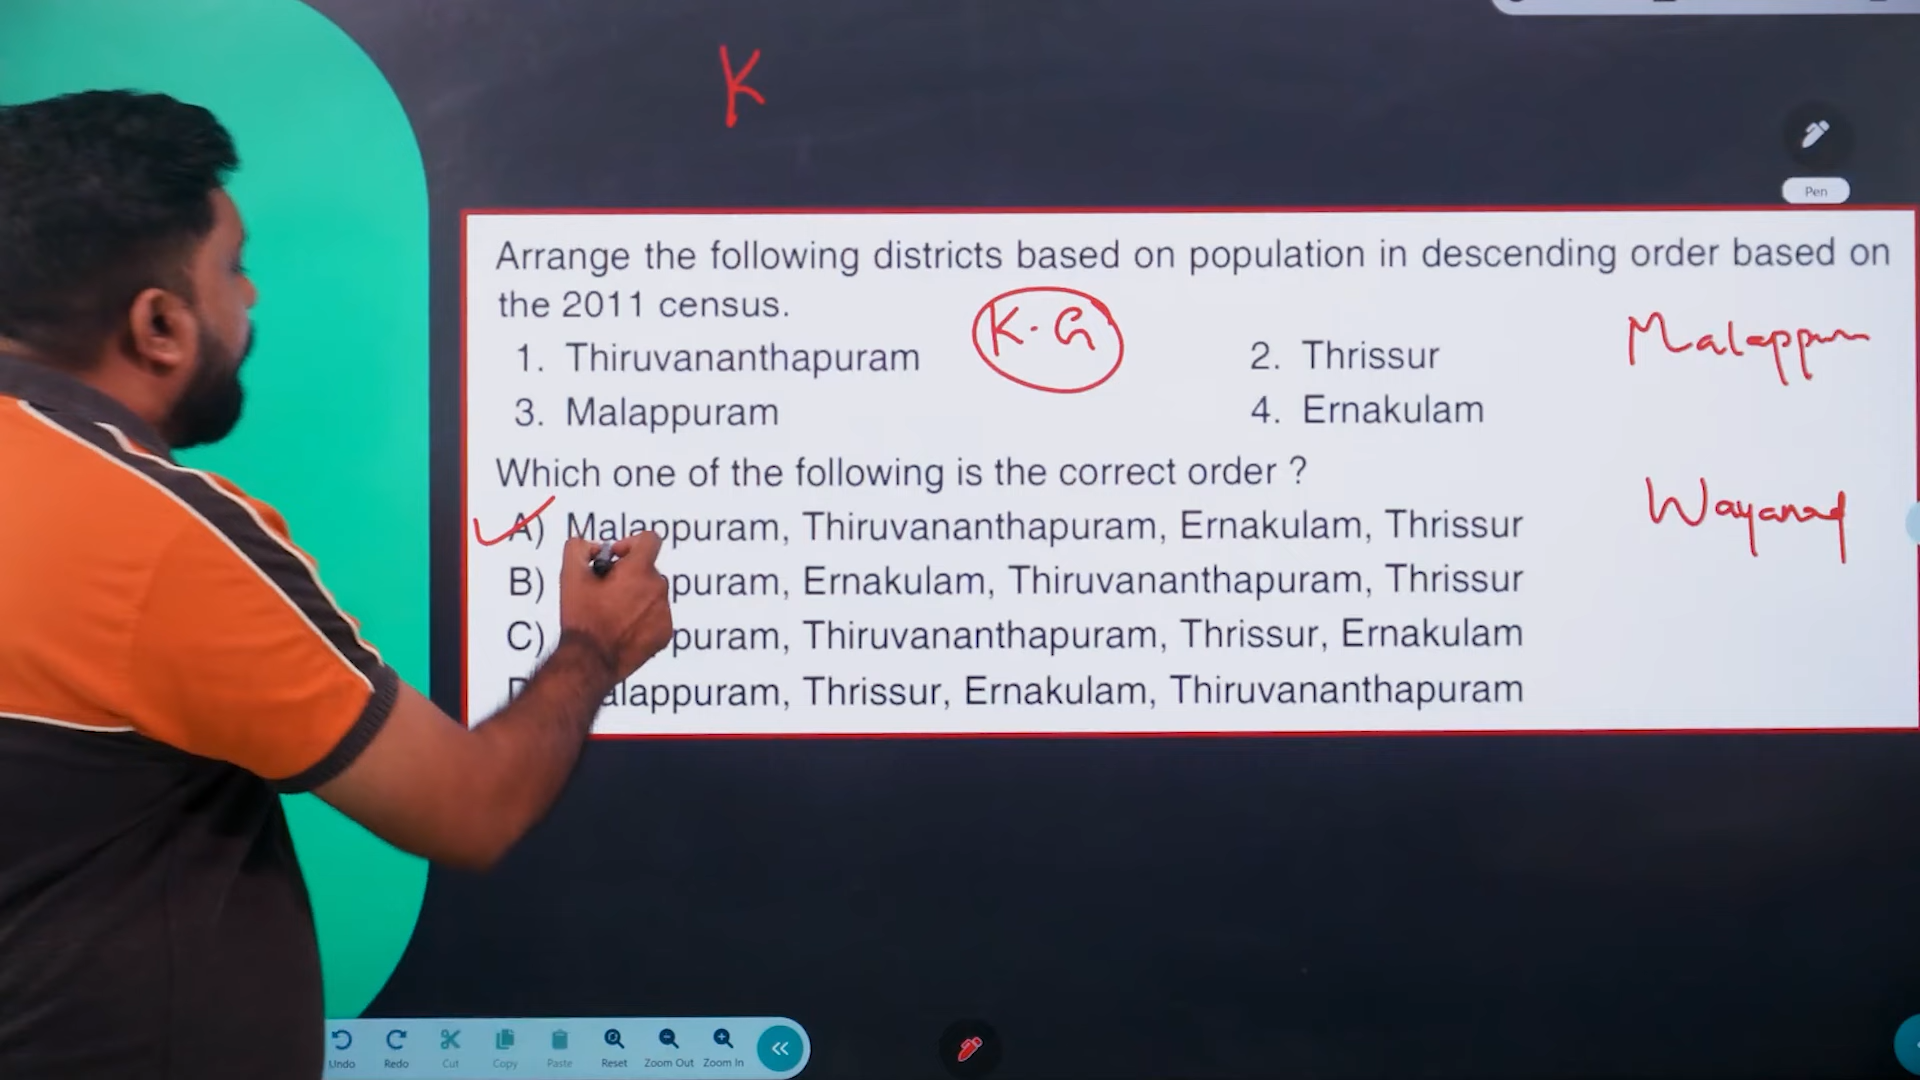 K
Pen
Arrange the following districts based on population in descending order based on
the 2011 census.
K. G
1. Thiruvananthapuram
2. Thrissur
Malappuram
3. Malappuram
4. Ernakulam
Which one of the following is the correct order ?
A) Malappuram, Thiruvananthapuram, Ernakulam, Thrissur
Wayanad
B) puram, Ernakulam, Thiruvananthapuram, Thrissur
C) puram, Thiruvananthapuram, Thrissur, Ernakulam
alappuram, Thrissur, Ernakulam, Thiruvananthapuram
Undo Redo Cut Copy Paste Reset Zoom Out Zoom In